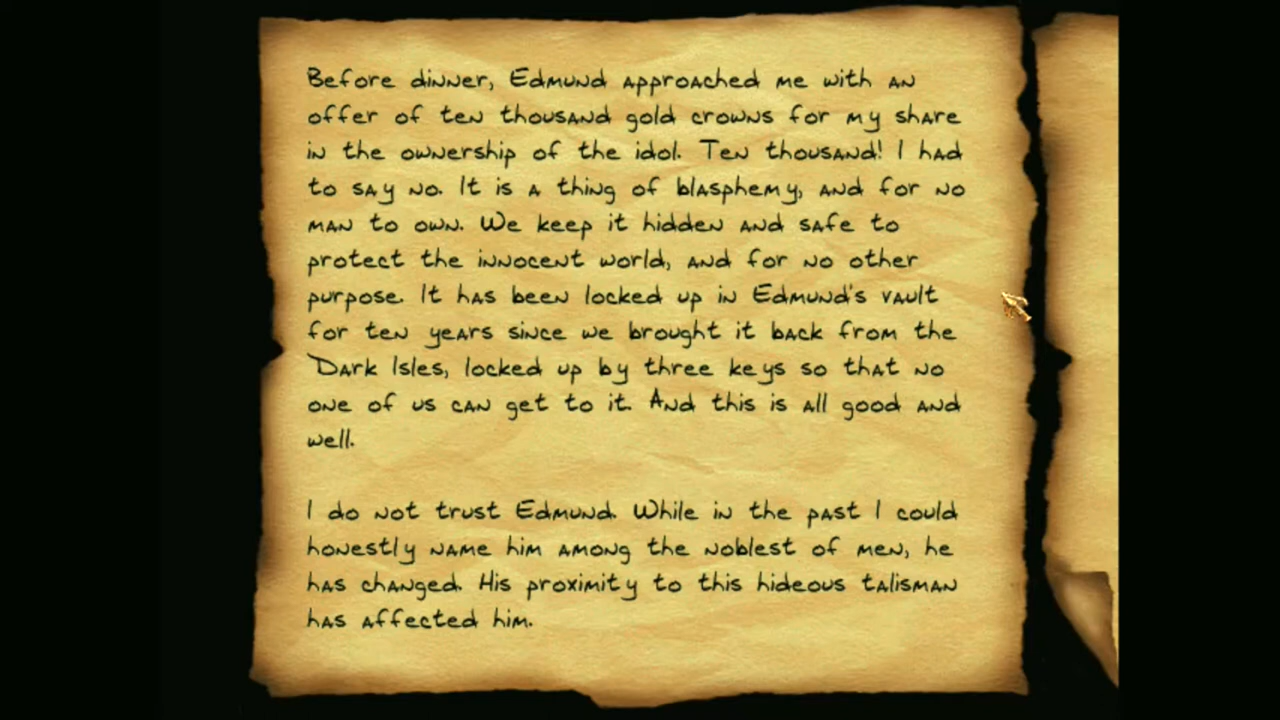 Before dinner, Edmund approached me with an
offer of ten thousand gold crowns for my share
in the ownership of the idol. Ten thousand! I had
to say no. It is a thing of blasphemy, and for no
man to own. We keep it hidden and safe to
protect the innocent world, and for no other
purpose. It has been locked up in Edmund's vault
for ten years since we brought it back from the
Dark Isles, locked up by three keys so that no
one of us can get to it. And this is all good and
well.
I do not trust Edmund. While in the past I could
honestly name him among the noblest of men, he
has changed. His proximity to this hideous talisman
has affected him.